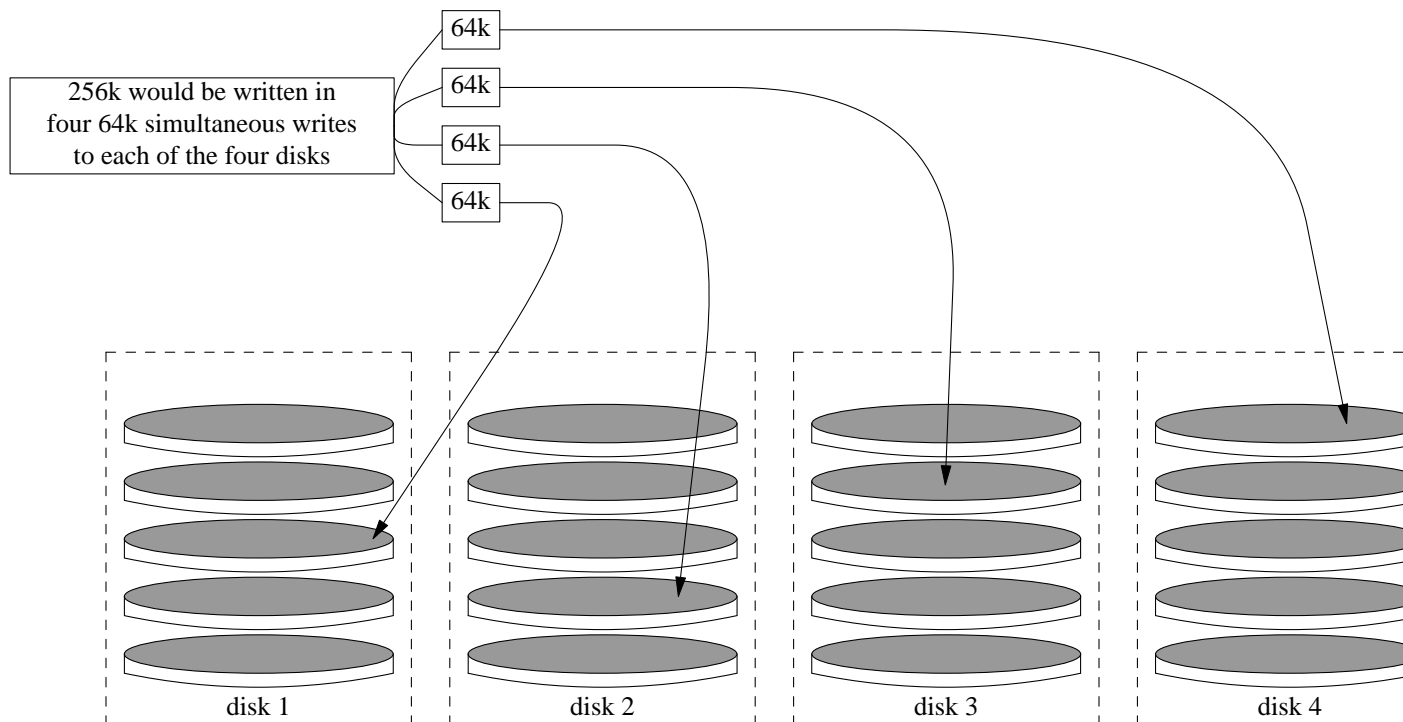 64k
256k would be written in
four 64k simultaneous writes
to each of the four disks
64k
64k
64k
disk 1
disk 2
disk 3
disk 4